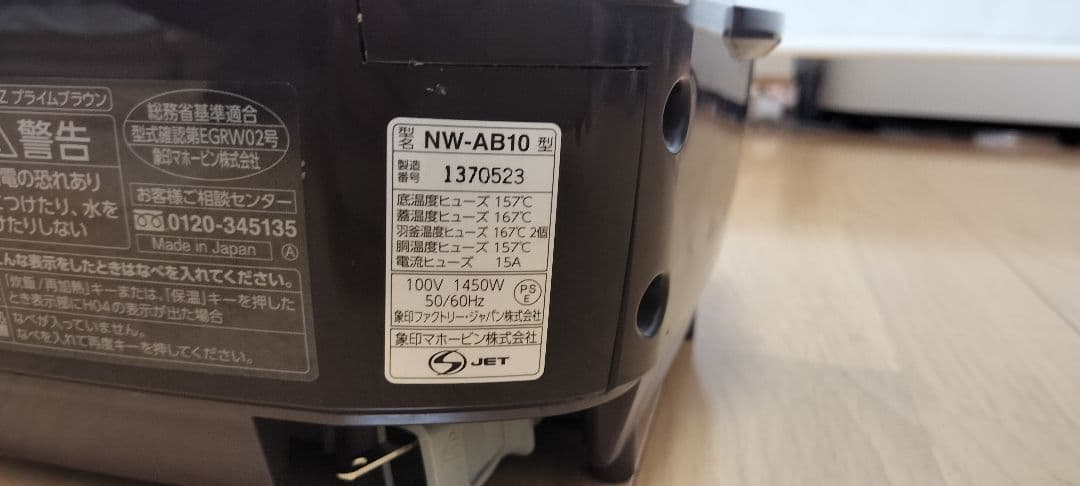 Z プライムブラウン
警告
電の恐れあり
つけたり、水を
けたりしない
総務省基準適合
型式確認第EGRW02号
象印マホービン株式会社
お客様ご相談センター
0120-345135
Made in Japan A
んな表示をしたときはなべを入れてください。
「炊飯/再加熱」キーまたは、「保温」キーを押した
とき表示部にH04の表示が出た場合
なべが入っていません。
なべを入れて再度キーを押してください。
型名 NW-AB10 型
製造番号 1370523
底温度ヒューズ 157℃
蓋温度ヒューズ 167℃
羽釜温度ヒューズ 167℃ 2個
胴温度ヒューズ 157℃
電流ヒューズ 15A
100V 1450W
50/60Hz
PS
E
象印ファクトリー・ジャパン株式会社
象印マホービン株式会社
JET